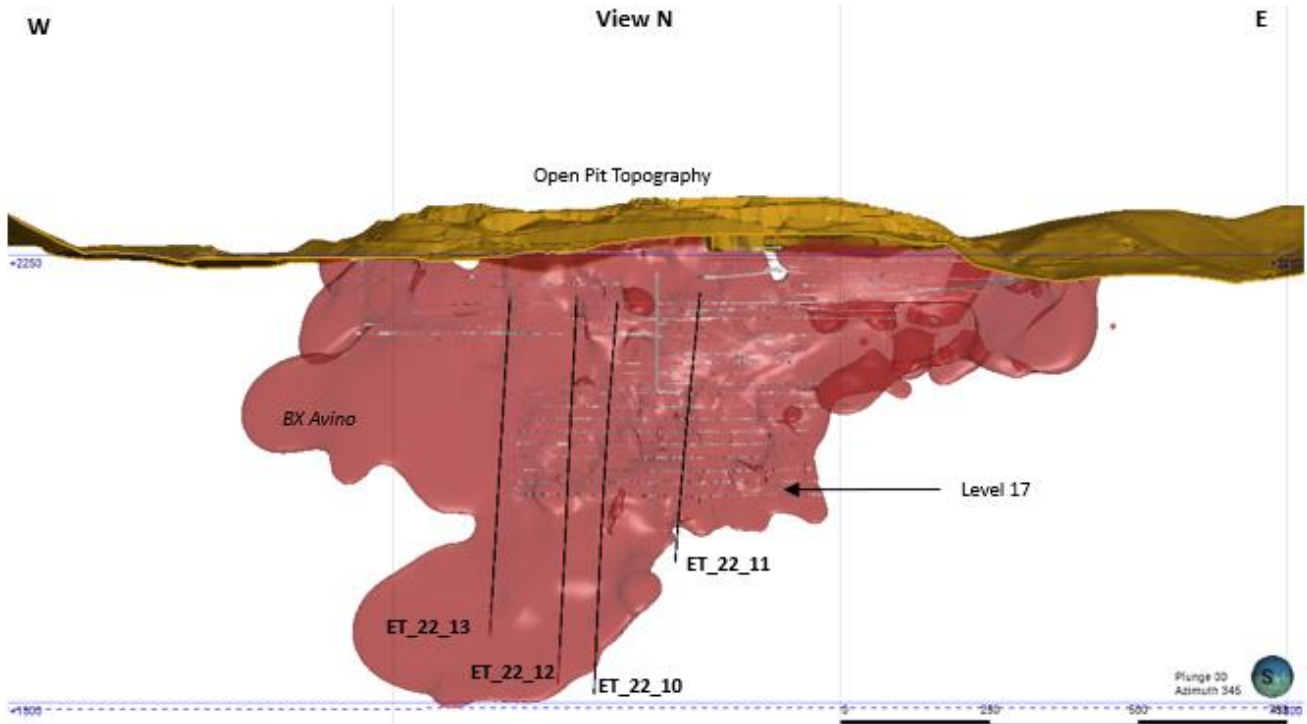 W
View N
E
Open Pit Topography
+2250
BX Avino
Level 17
ET_22_11
ET_22_13
ET_22_12
ET_22_10
Plunge 00
Azimuth 345
S
0
250
500